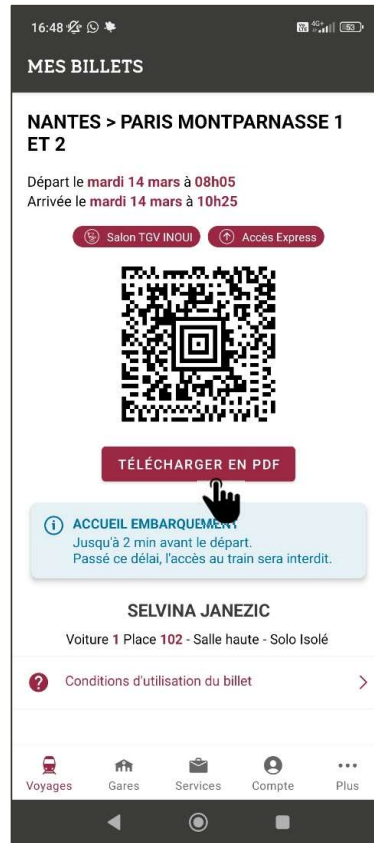 16:48
4G+
53
MES BILLETS
NANTES > PARIS MONTPARNASSE 1
ET 2
Départ le mardi 14 mars à 08h05
Arrivée le mardi 14 mars à 10h25
Salon TGV INOUI Accès Express
TÉLÉCHARGER EN PDF
ACCUEIL EMBARQUEMENT
Jusqu'à 2 min avant le départ.
Passé ce délai, l'accès au train sera interdit.
SELVINA JANEZIC
Voiture 1 Place 102 - Salle haute - Solo Isolé
Conditions d'utilisation du billet
Voyages Gares Services Compte Plus